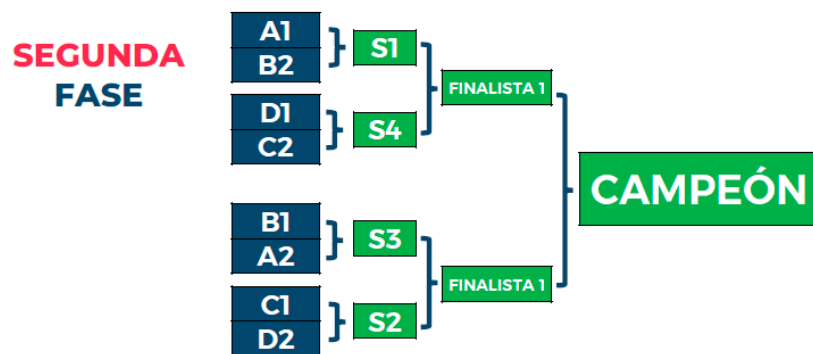 SEGUNDA
FASE
A1
B2
S1
D1
C2
S4
FINALISTA 1
B1
A2
S3
C1
D2
S2
FINALISTA 1
CAMPEÓN